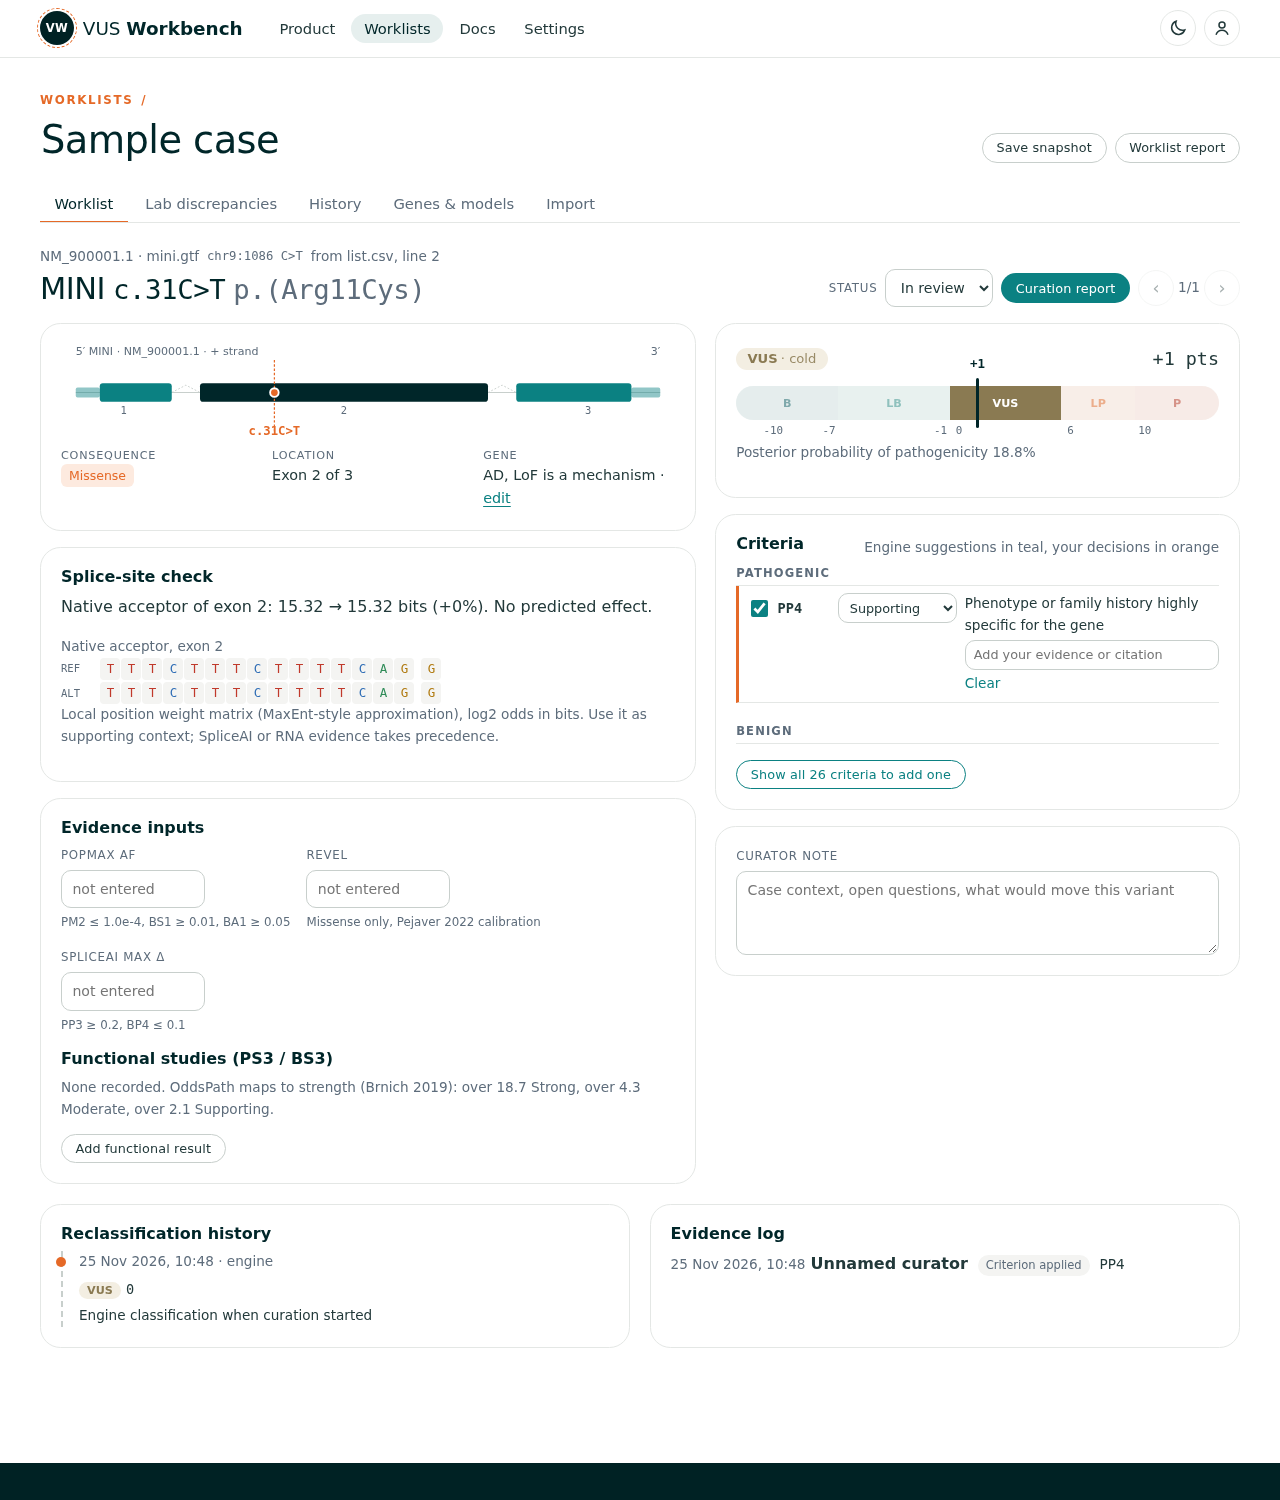 VW VUS Workbench Product Worklists Docs Settings
WORKLISTS /
Sample case
Save snapshot Worklist report
Worklist Lab discrepancies History Genes & models Import
NM_900001.1 · mini.gtf chr9:1086 C>T from list.csv, line 2
MINI c.31C>T p.(Arg11Cys)
STATUS In review Curation report ‹ 1/1 ›
5′ MINI · NM_900001.1 · + strand 3′
1 2 3
c.31C>T
CONSEQUENCE LOCATION GENE
Missense Exon 2 of 3 AD, LoF is a mechanism ·
edit
VUS · cold +1 +1 pts
B LB VUS LP P
-10 -7 -1 0 6 10
Posterior probability of pathogenicity 18.8%
Splice-site check
Native acceptor of exon 2: 15.32 → 15.32 bits (+0%). No predicted effect.
Native acceptor, exon 2
REF T T T C T T T C T T T T C A G G
ALT T T T C T T T C T T T T C A G G
Local position weight matrix (MaxEnt-style approximation), log2 odds in bits. Use it as
supporting context; SpliceAI or RNA evidence takes precedence.
Criteria Engine suggestions in teal, your decisions in orange
PATHOGENIC
PP4 Supporting Phenotype or family history highly
specific for the gene
Add your evidence or citation
Clear
BENIGN
Show all 26 criteria to add one
Evidence inputs
POPMAX AF REVEL
not entered not entered
PM2 ≤ 1.0e-4, BS1 ≥ 0.01, BA1 ≥ 0.05 Missense only, Pejaver 2022 calibration
SPLICEAI MAX Δ
not entered
PP3 ≥ 0.2, BP4 ≤ 0.1
Functional studies (PS3 / BS3)
None recorded. OddsPath maps to strength (Brnich 2019): over 18.7 Strong, over 4.3
Moderate, over 2.1 Supporting.
Add functional result
CURATOR NOTE
Case context, open questions, what would move this variant
Reclassification history
25 Nov 2026, 10:48 · engine
VUS 0
Engine classification when curation started
Evidence log
25 Nov 2026, 10:48 Unnamed curator Criterion applied PP4